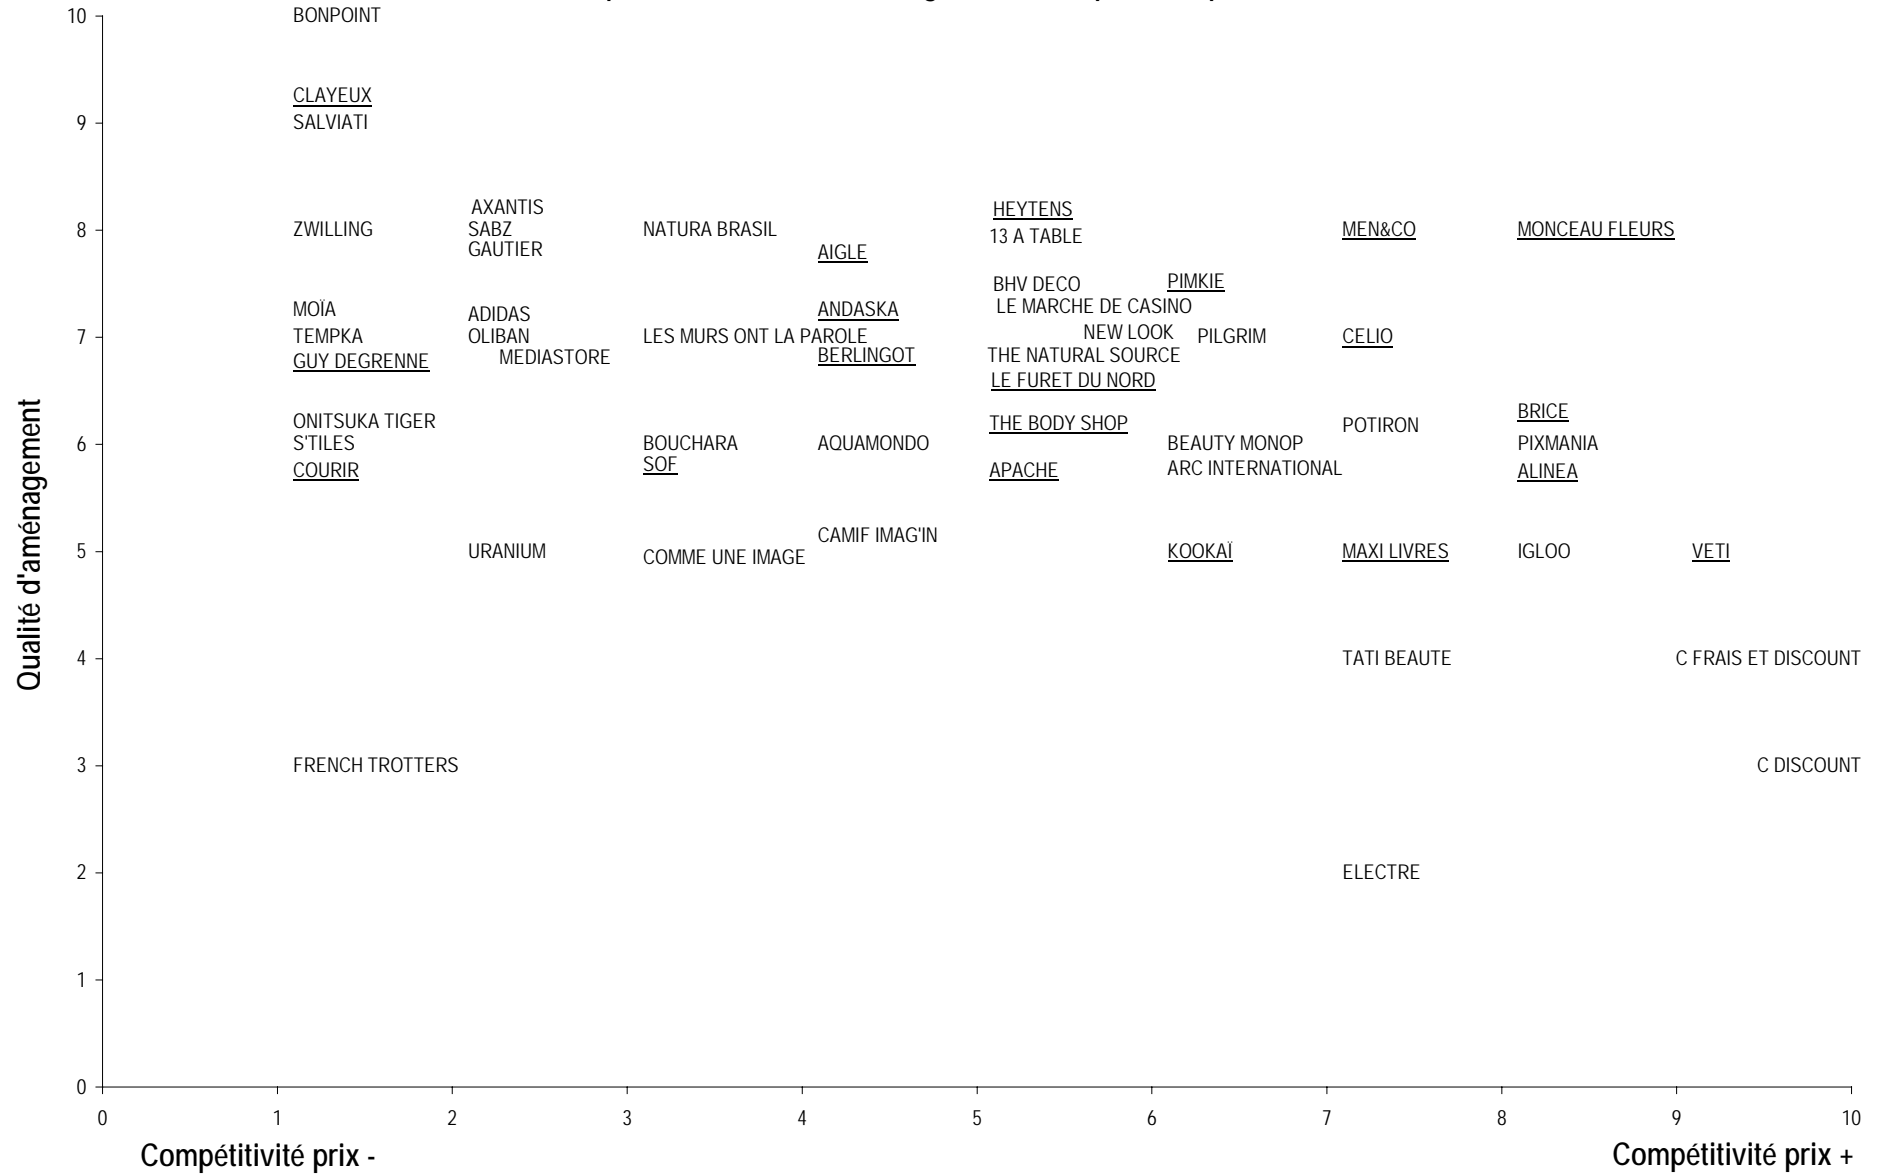 10
BONPOINT
CLAYEUX
SALVIATI
9
AXANTIS
HEYTENS
8
ZWILLING
SABZ
NATURA BRASIL
13 A TABLE
MEN&CO
MONCEAU FLEURS
GAUTIER
AIGLE
BHV DECO
PIMKIE
MOÏA
ADIDAS
ANDASKA
LE MARCHE DE CASINO
7
TEMPKA
OLIBAN
LES MURS ONT LA PAROLE
NEW LOOK
PILGRIM
CELIO
GUY DEGRENNE
MEDIASTORE
BERLINGOT
THE NATURAL SOURCE
LE FURET DU NORD
ONITSUKA TIGER
THE BODY SHOP
POTIRON
BRICE
6
S'TILES
BOUCHARA
AQUAMONDO
BEAUTY MONOP
PIXMANIA
COURIR
SOF
APACHE
ARC INTERNATIONAL
ALINEA
5
URANIUM
COMME UNE IMAGE
CAMIF IMAG'IN
KOOKAÏ
MAXI LIVRES
IGLOO
VETI
Qualité d'aménagement
4
TATI BEAUTE
C FRAIS ET DISCOUNT
3
FRENCH TROTTERS
C DISCOUNT
2
ELECTRE
1
0
0 1 2 3 4 5 6 7 8 9 10
Compétitivité prix -
Compétitivité prix +